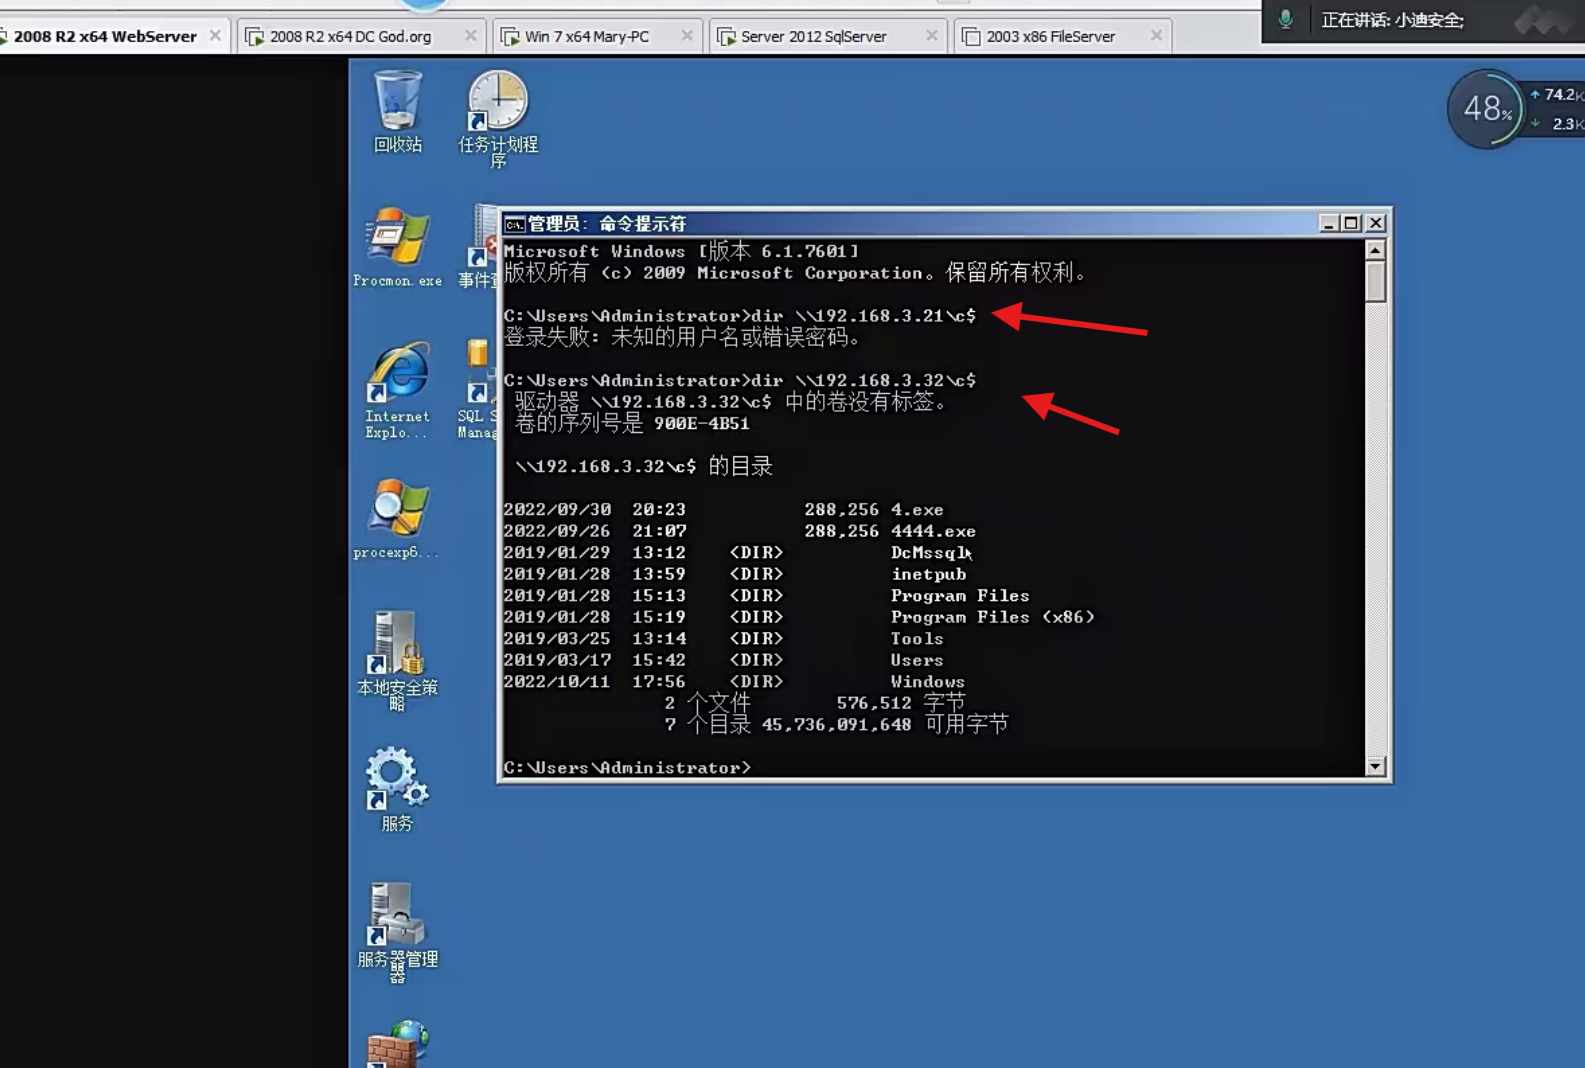 正在讲话: 小迪安全;
2008 R2 x64 WebServer
2008 R2 x64 DC God.org
Win 7 x64 Mary-PC
Server 2012 SqlServer
2003 x86 FileServer
48%
74.2K
2.3K
回收站
任务计划程
序
Procmon.exe
事件查
Internet
Explo...
SQL S
Manag
procexp6...
本地安全策
略
服务
服务器管理
器
管理员: 命令提示符
Microsoft Windows [版本 6.1.7601]
版权所有 (c) 2009 Microsoft Corporation。保留所有权利。
C:\Users\Administrator>dir \\192.168.3.21\c$
登录失败: 未知的用户名或错误密码。
C:\Users\Administrator>dir \\192.168.3.32\c$
驱动器 \\192.168.3.32\c$ 中的卷没有标签。
卷的序列号是 900E-4B51
\\192.168.3.32\c$ 的目录
2022/09/30 20:23 288,256 4.exe
2022/09/26 21:07 288,256 4444.exe
2019/01/29 13:12 <DIR> DcMssql
2019/01/28 13:59 <DIR> inetpub
2019/01/28 15:13 <DIR> Program Files
2019/01/28 15:19 <DIR> Program Files (x86)
2019/03/25 13:14 <DIR> Tools
2019/03/17 15:42 <DIR> Users
2022/10/11 17:56 <DIR> Windows
2 个文件 576,512 字节
7 个目录 45,736,091,648 可用字节
C:\Users\Administrator>